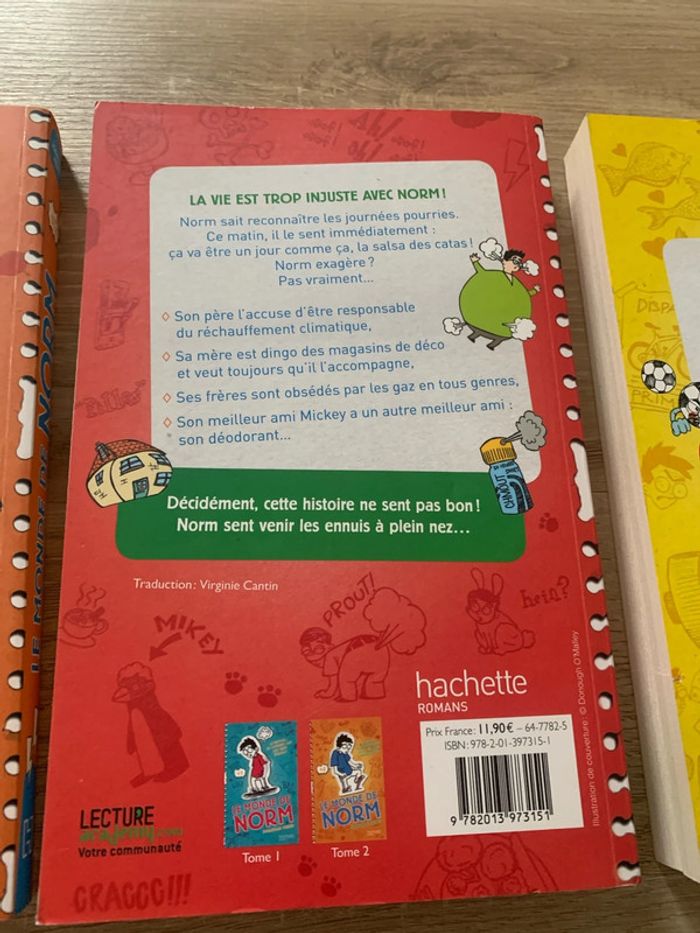 LA VIE EST TROP INJUSTE AVEC NORM !
Norm sait reconnaître les journées pourries.
Ce matin, il le sent immédiatement :
ça va être un jour comme ça, la salsa des catas !
Norm exagère ?
Pas vraiment...
Son père l'accuse d'être responsable
du réchauffement climatique,
Sa mère est dingo des magasins de déco
et veut toujours qu'il l'accompagne,
Ses frères sont obsédés par les gaz en tous genres,
Son meilleur ami Mickey a un autre meilleur ami :
son déodorant...
Décidément, cette histoire ne sent pas bon !
Norm sent venir les ennuis à plein nez...
Traduction : Virginie Cantin
PROUT!
hein?
MIKEY
hachette
ROMANS
Prix France : 11,90€ – 64-7782-5
ISBN : 978-2-01-397315-1
9 782013 973151
Illustration de couverture : © Donough O'Malley
LE MONDE DE
NORM
Tome 1
LE MONDE DE
NORM
Tome 2
LECTURE
academy.com
Votre communauté
CRACCC!!!
LE MONDE DE NORM
DISPA
PRIM